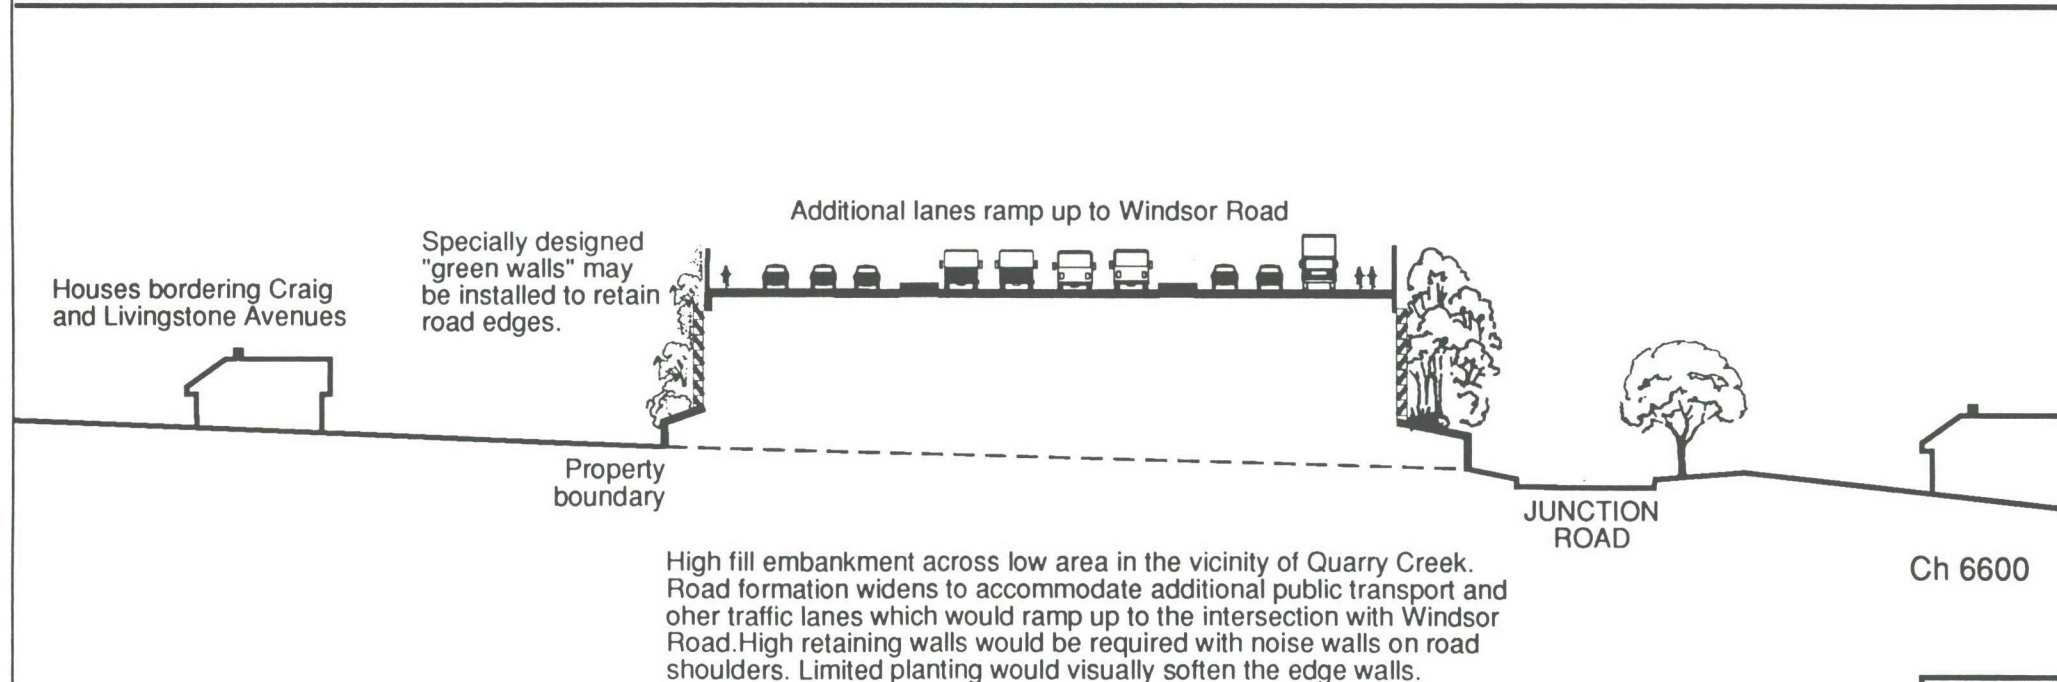 Additional lanes ramp up to Windsor Road
Specially designed
"green walls" may
be installed to retain
road edges.
Houses bordering Craig
and Livingstone Avenues
Property
boundary
JUNCTION
ROAD
Ch 6600
High fill embankment across low area in the vicinity of Quarry Creek.
Road formation widens to accommodate additional public transport and
oher traffic lanes which would ramp up to the intersection with Windsor
Road.High retaining walls would be required with noise walls on road
shoulders. Limited planting would visually soften the edge walls.